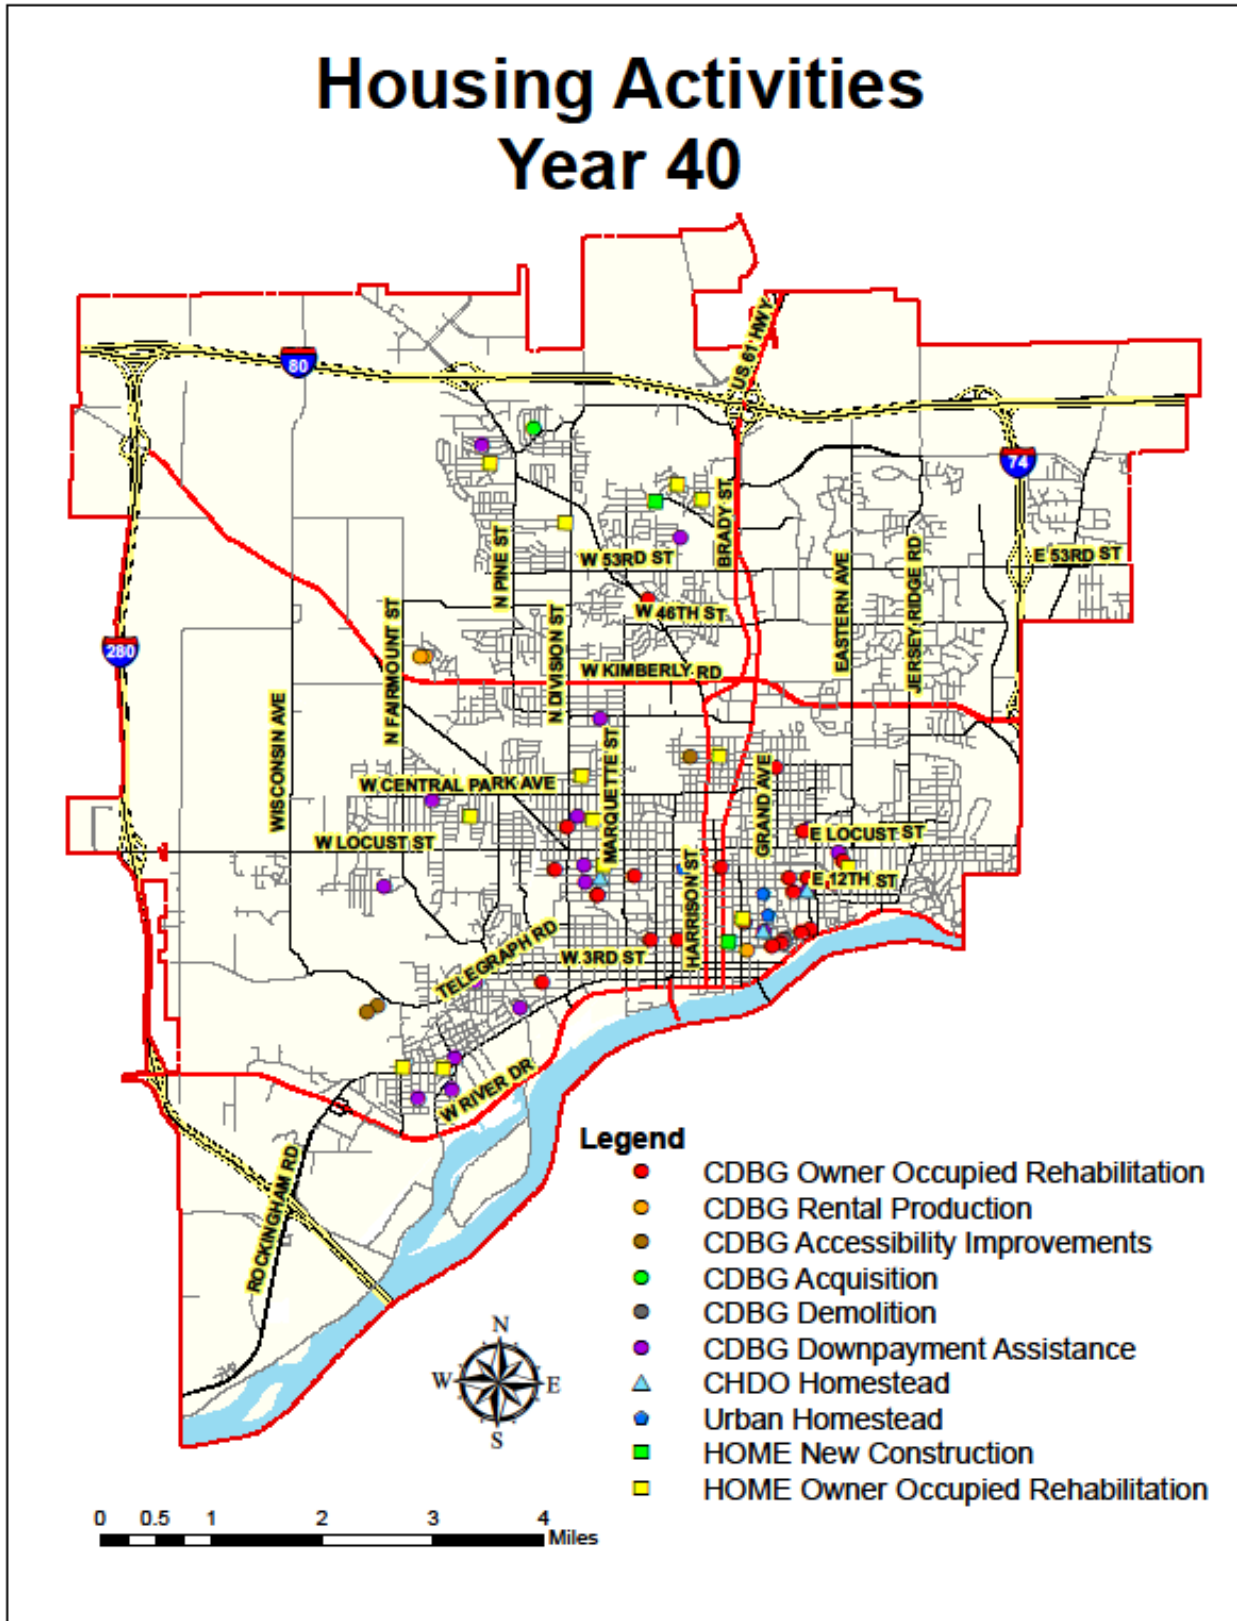 Housing Activities
Year 40
US 61 HWY
80
74
BRADY ST
N PINE ST
W 53RD ST
E 53RD ST
EASTERN AVE
JERSEY RIDGE RD
W 46TH ST
N FAIRMOUNT ST
N DIVISION ST
280
W KIMBERLY RD
WISCONSIN AVE
MARQUETTE ST
GRAND AVE
W CENTRAL PARK AVE
W LOCUST ST
E LOCUST ST
HARRISON ST
E 12TH ST
TELEGRAPH RD
W 3RD ST
W RIVER DR
ROCKINGHAM RD
Legend
CDBG Owner Occupied Rehabilitation
CDBG Rental Production
CDBG Accessibility Improvements
CDBG Acquisition
CDBG Demolition
CDBG Downpayment Assistance
CHDO Homestead
Urban Homestead
HOME New Construction
HOME Owner Occupied Rehabilitation
N
W E
S
0 0.5 1 2 3 4
Miles